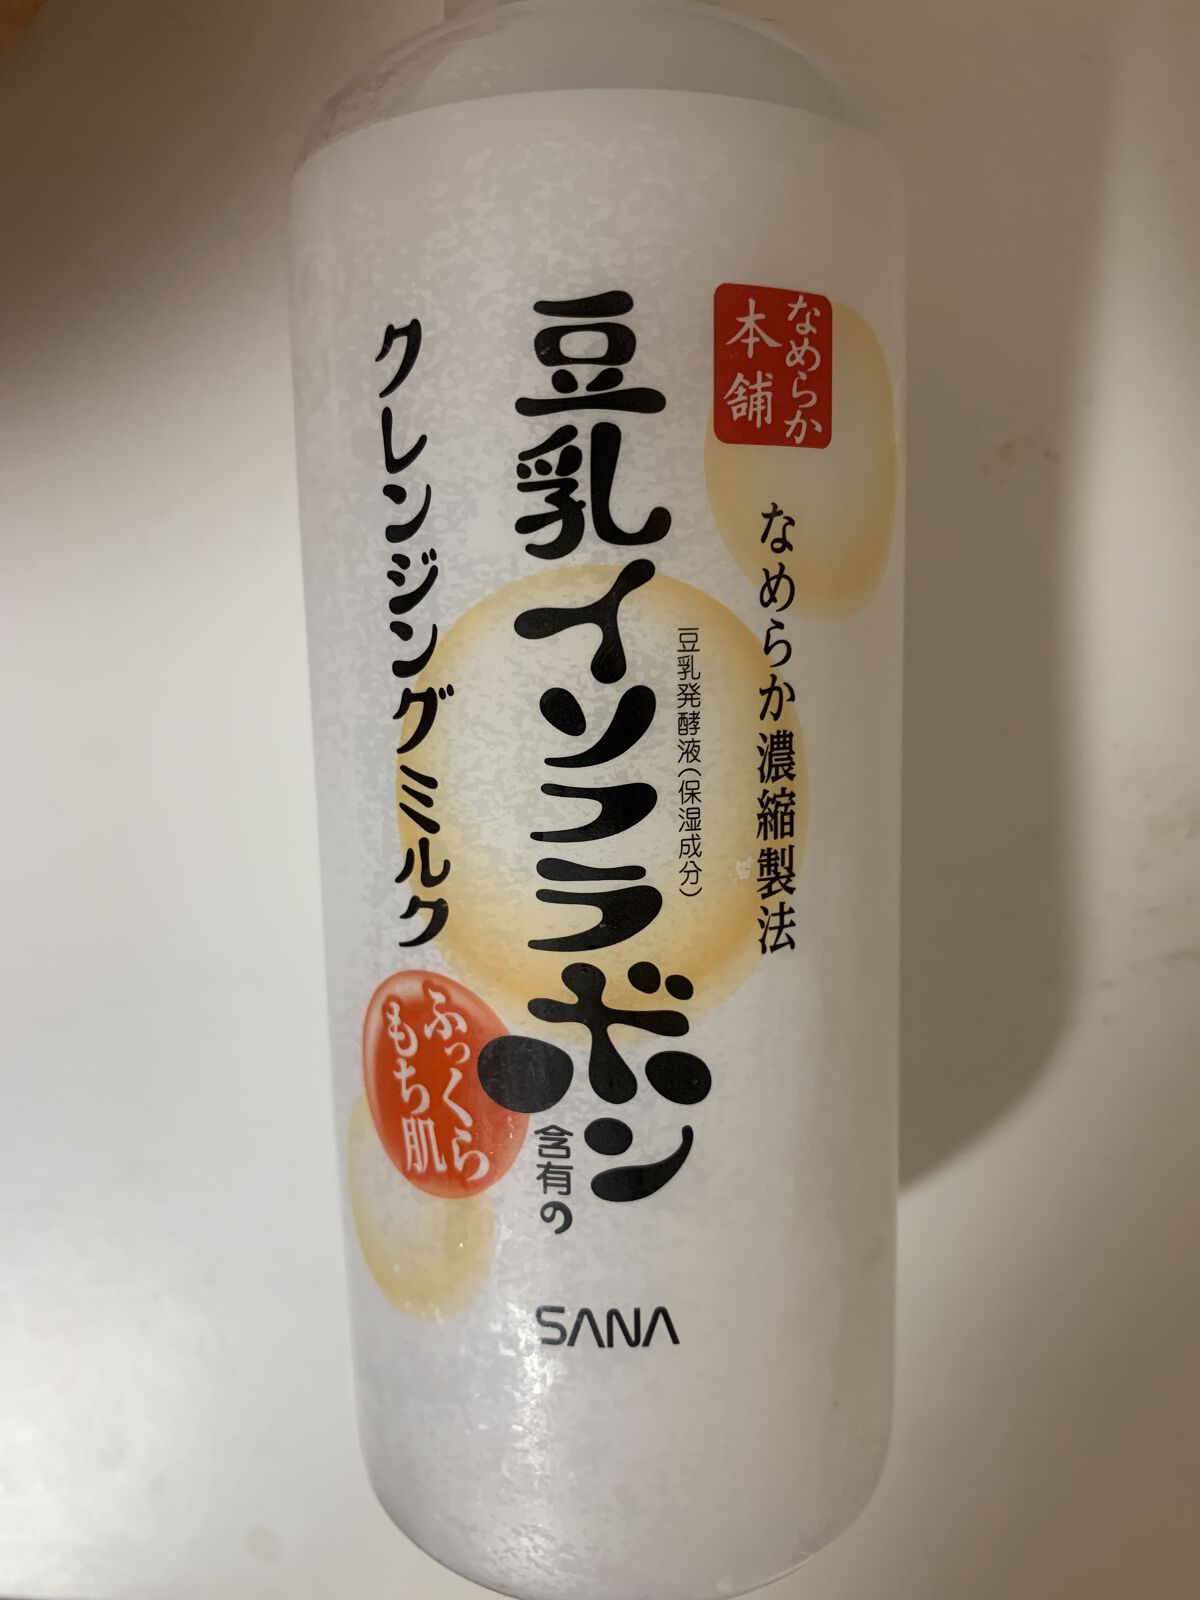 なめらか
本舗
なめらか濃縮製法
豆乳発酵液(保湿成分)
豆乳イソフラボン
含有の
クレンジングミルク
ふっくら
もち肌
SANA